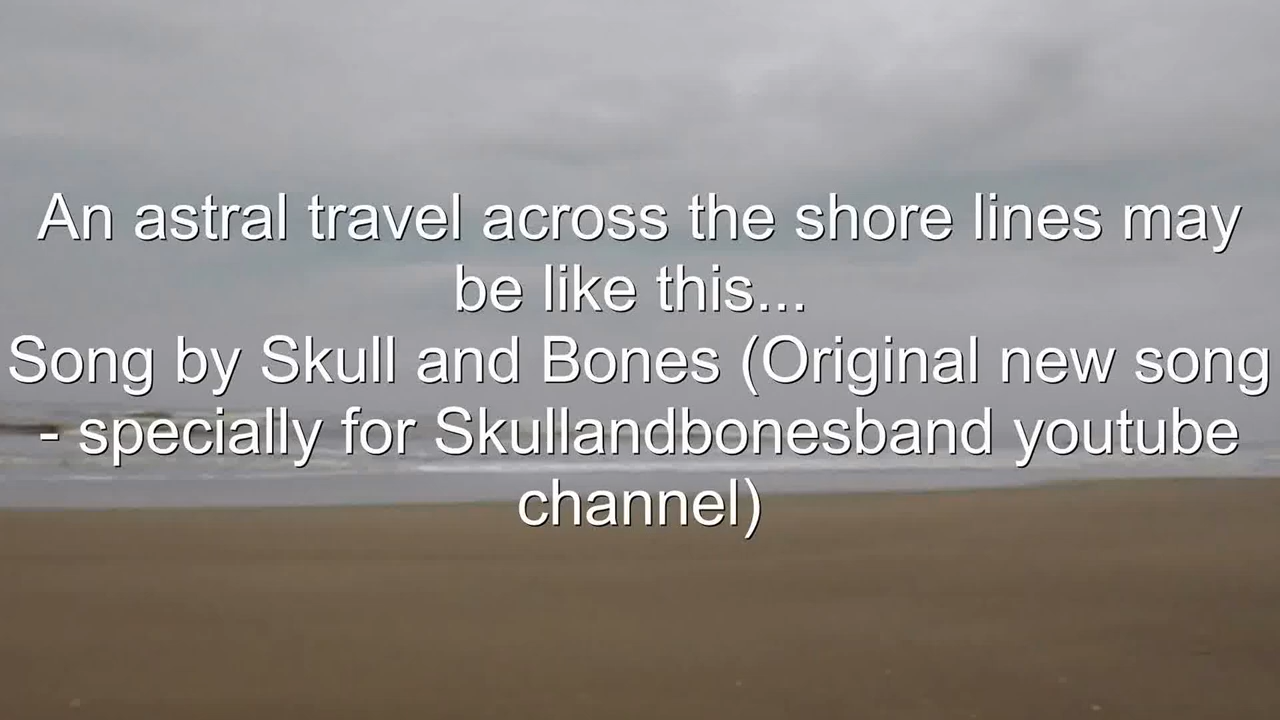 An astral travel across the shore lines may
be like this...
Song by Skull and Bones (Original new song
- specially for Skullandbonesband youtube
channel)